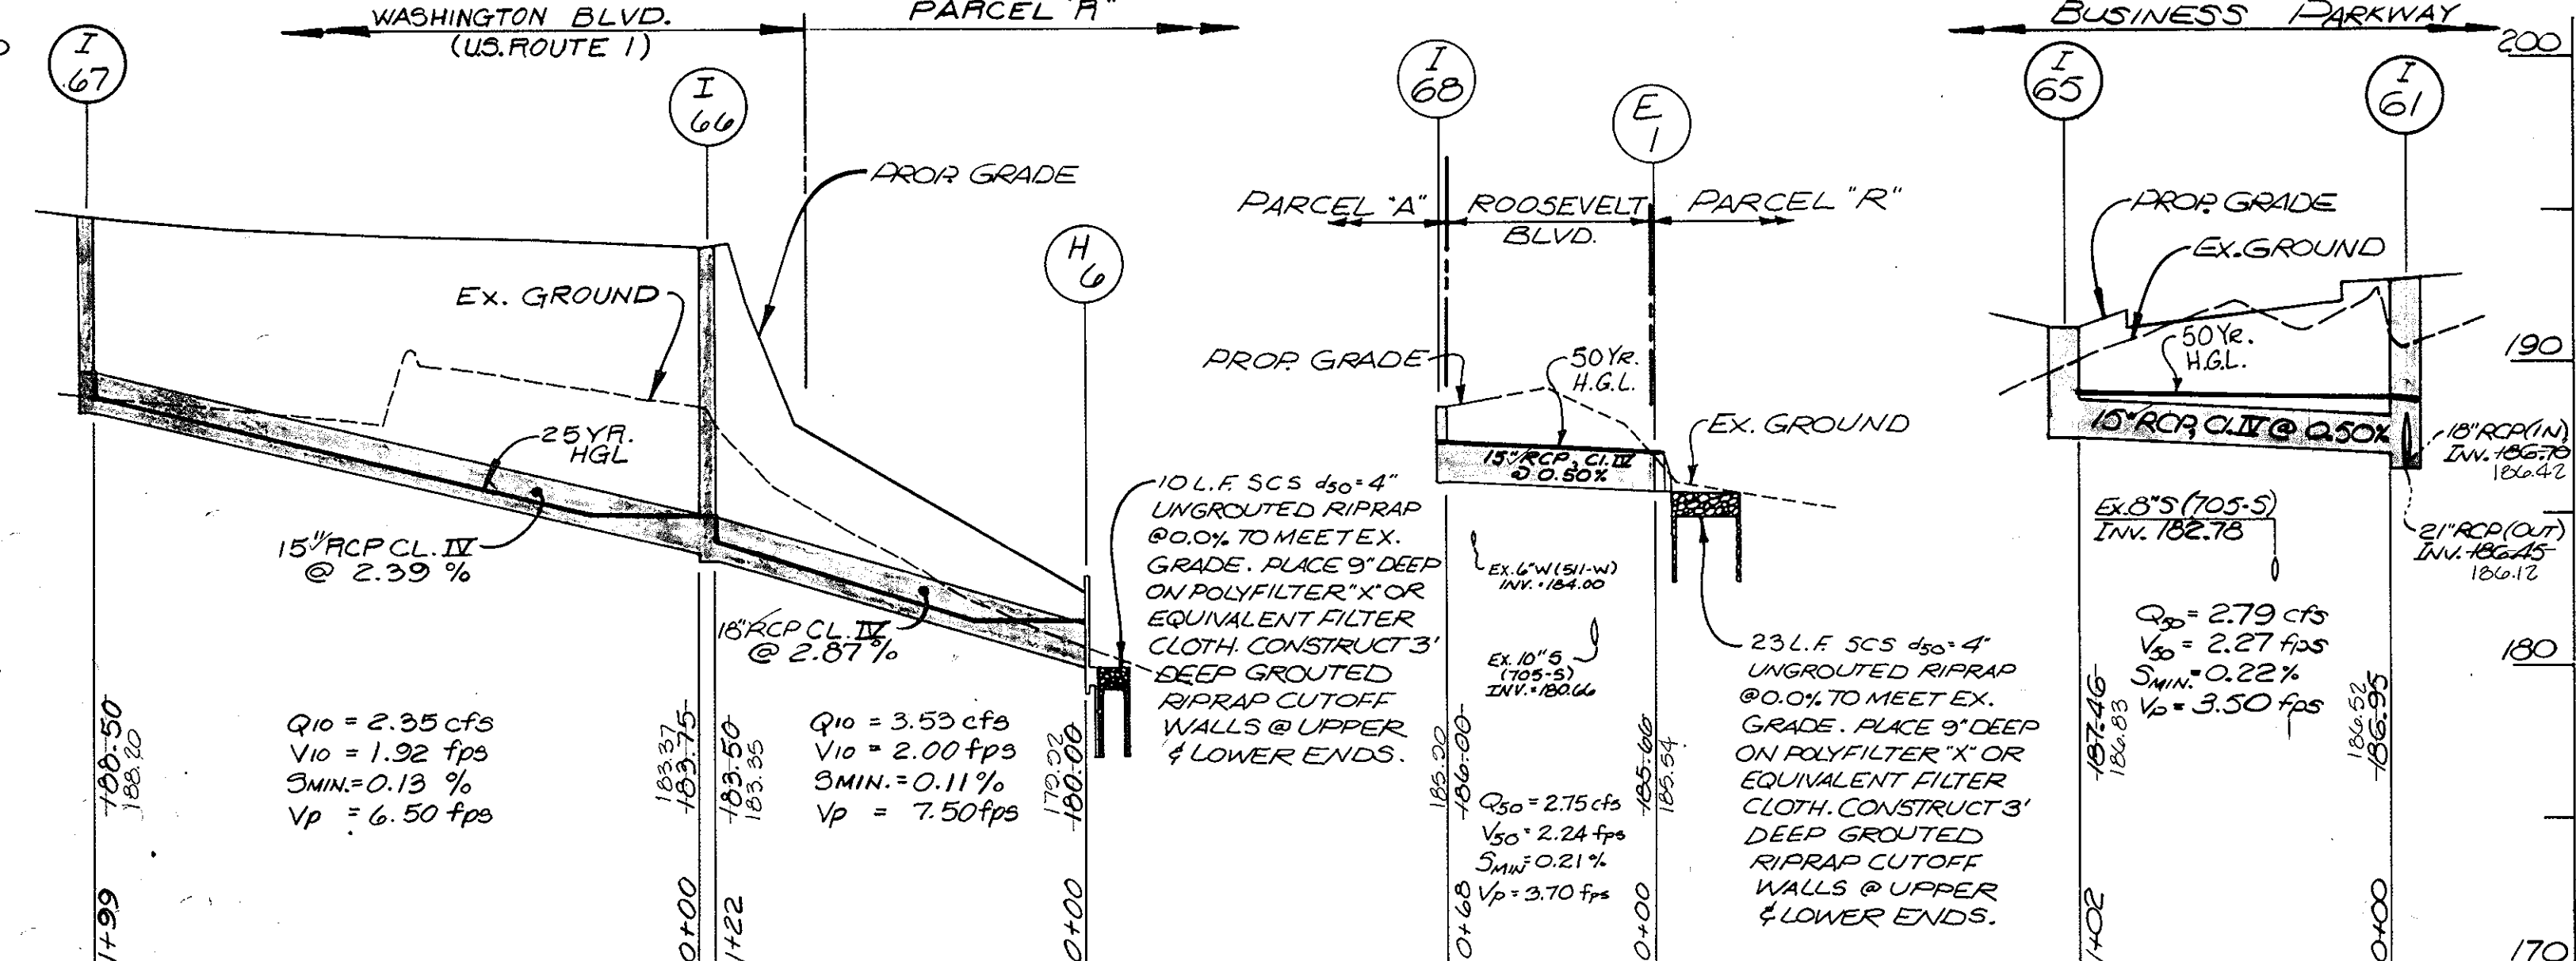 WASHINGTON BLVD.
(U.S. ROUTE 1)
PARCEL "R"
I
67
I
66
PROP. GRADE
H
6
EX. GROUND
25 YR.
HGL
15" RCP CL. IV
@ 2.39 %
18" RCP CL. IV
@ 2.87 %
Q10 = 2.35 cfs
V10 = 1.92 fps
SMIN. = 0.13 %
Vp = 6.50 fps
Q10 = 3.53 cfs
V10 = 2.00 fps
SMIN. = 0.11 %
Vp = 7.50 fps
188.50
188.20
183.37
183.75
183.50
183.35
180.00
1+99
0+00
1+22
0+00
10 L.F. SCS d50 = 4"
UNGROUTED RIPRAP
@ 0.0% TO MEET EX.
GRADE. PLACE 9" DEEP
ON POLYFILTER "X" OR
EQUIVALENT FILTER
CLOTH. CONSTRUCT 3'
DEEP GROUTED
RIPRAP CUTOFF
WALLS @ UPPER
& LOWER ENDS.
I
68
E
1
PARCEL "A"
ROOSEVELT
BLVD.
PARCEL "R"
PROP. GRADE
50 YR.
H.G.L.
EX. GROUND
15" RCP, Cl. IV
@ 0.50%
EX. 6" W (511-W)
INV. = 184.00
EX. 10" S
(705-S)
INV. = 180.66
186.00
185.66
185.54
Q50 = 2.75 cfs
V50 = 2.24 fps
SMIN = 0.21 %
Vp = 3.70 fps
0+68
0+00
23 L.F. SCS d50 = 4"
UNGROUTED RIPRAP
@ 0.0% TO MEET EX.
GRADE. PLACE 9" DEEP
ON POLYFILTER "X" OR
EQUIVALENT FILTER
CLOTH. CONSTRUCT 3'
DEEP GROUTED
RIPRAP CUTOFF
WALLS @ UPPER
& LOWER ENDS.
BUSINESS PARKWAY
I
65
I
61
PROP. GRADE
EX. GROUND
50 YR.
H.G.L.
15" RCP, Cl. IV @ 0.50%
18" RCP (IN)
INV. 186.70
186.42
21" RCP (OUT)
INV. 186.45
186.12
EX. 8" S (705-S)
INV. 182.78
Q50 = 2.79 cfs
V50 = 2.27 fps
SMIN. = 0.22 %
Vp = 3.50 fps
187.46
186.83
186.52
186.95
1+02
0+00
200
190
180
170